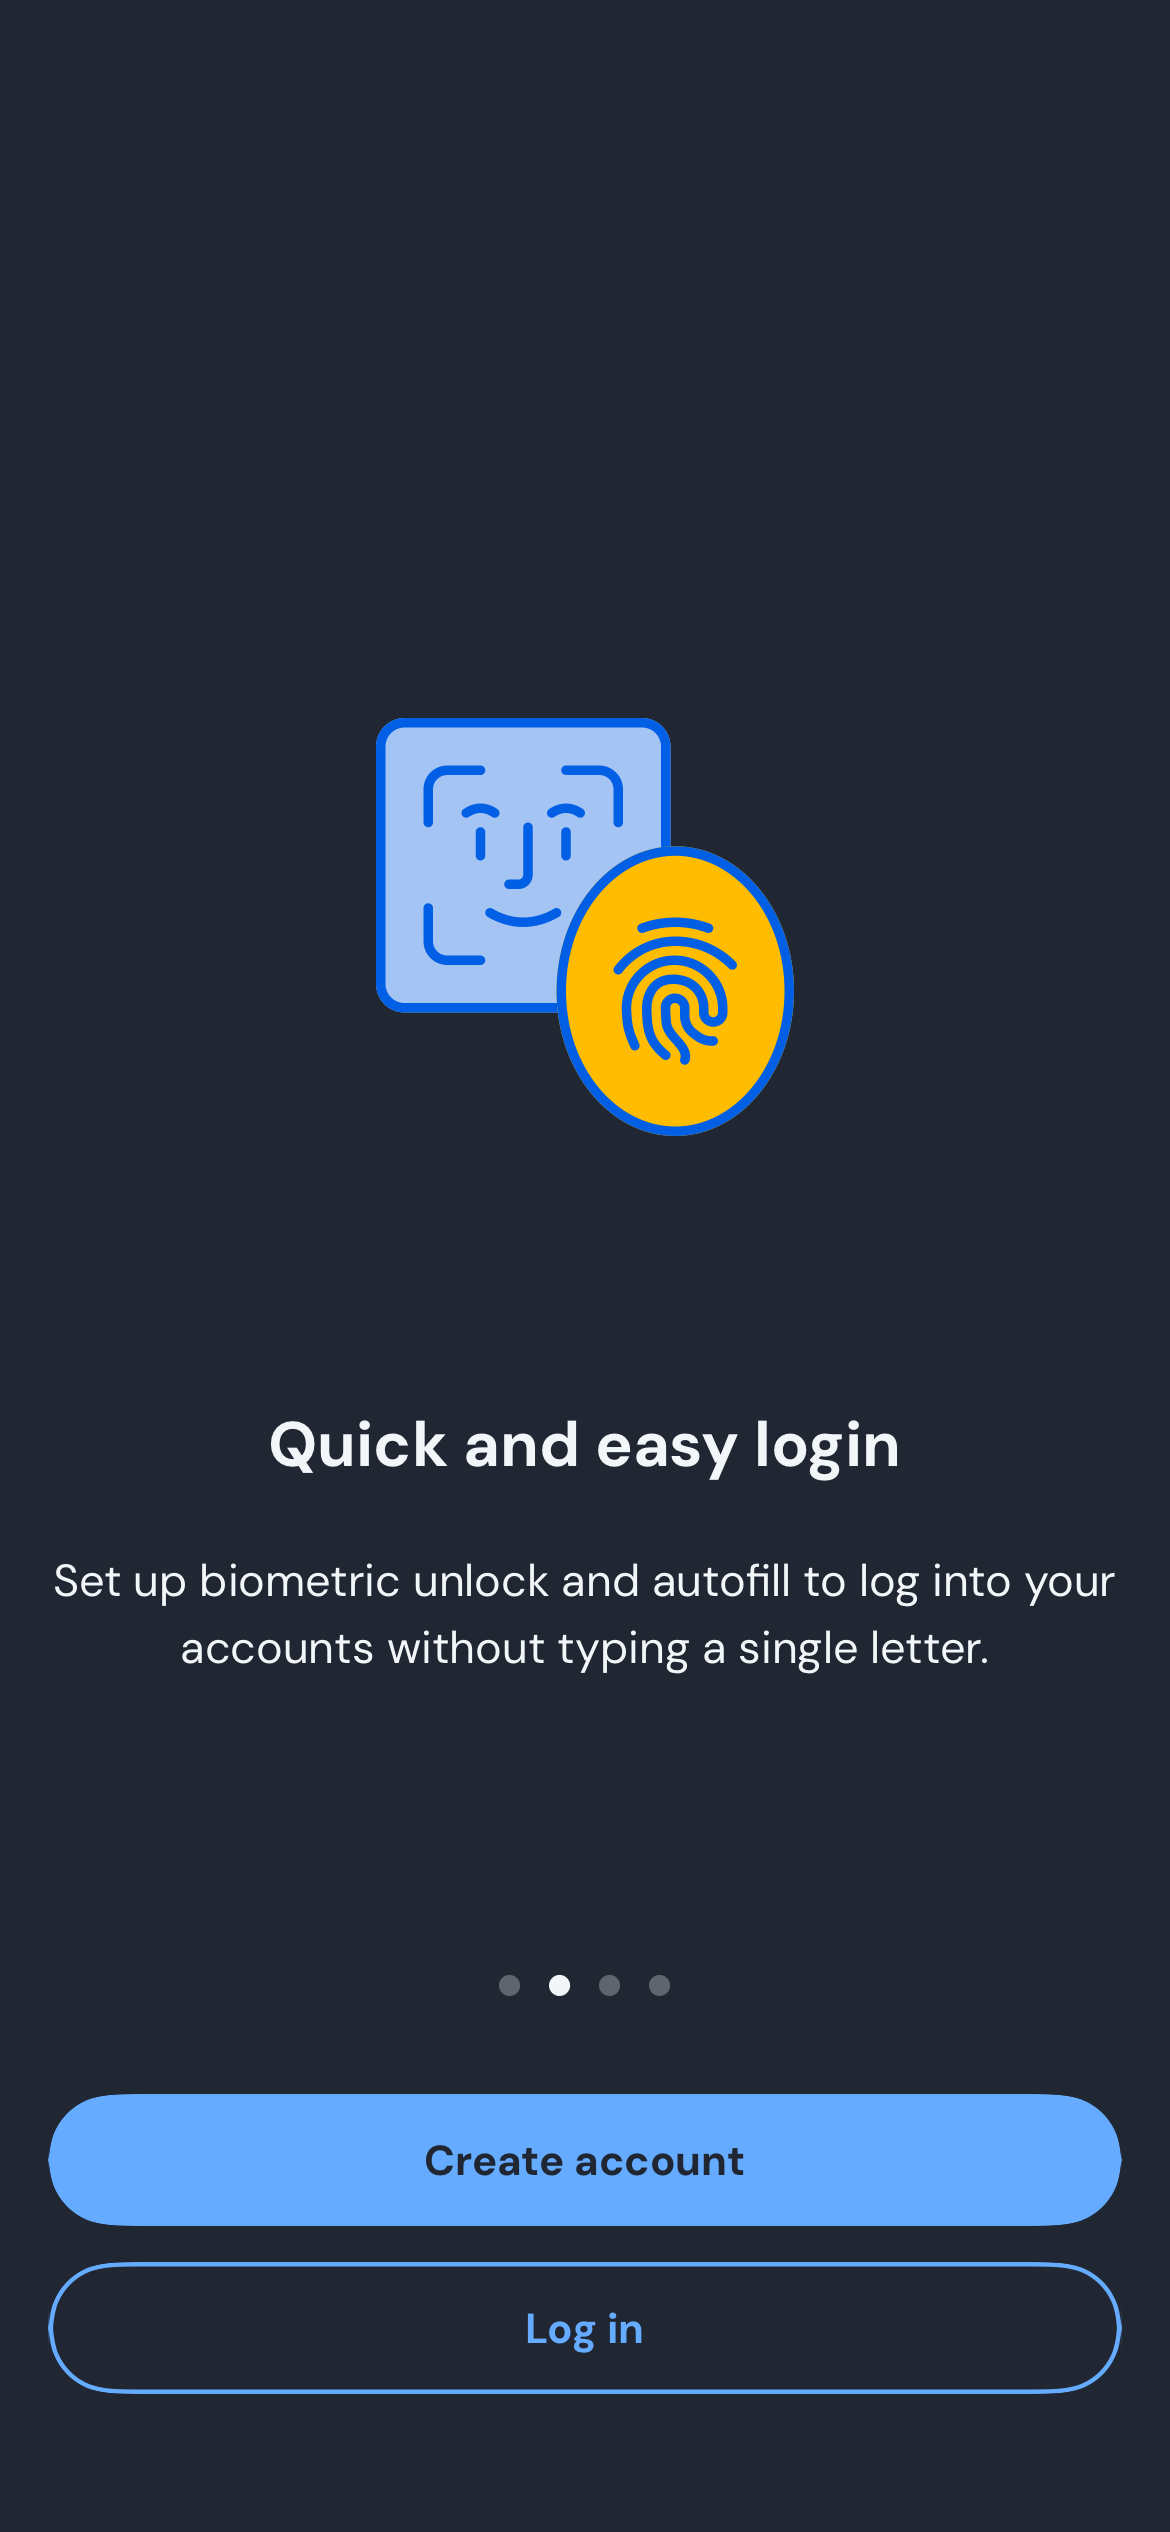 Quick and easy login
Set up biometric unlock and autofill to log into your
accounts without typing a single letter.
Create account
Log in